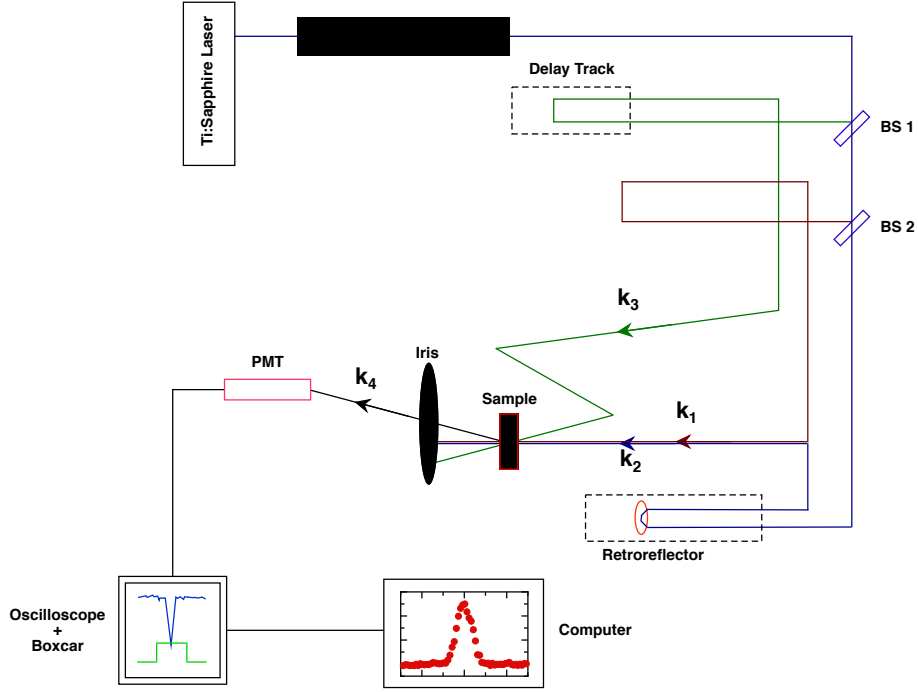 Ti:Sapphire Laser
Delay Track
BS 1
BS 2
k3
Iris
PMT
k4
Sample
k1
k2
Retroreflector
Oscilloscope
+
Boxcar
Computer